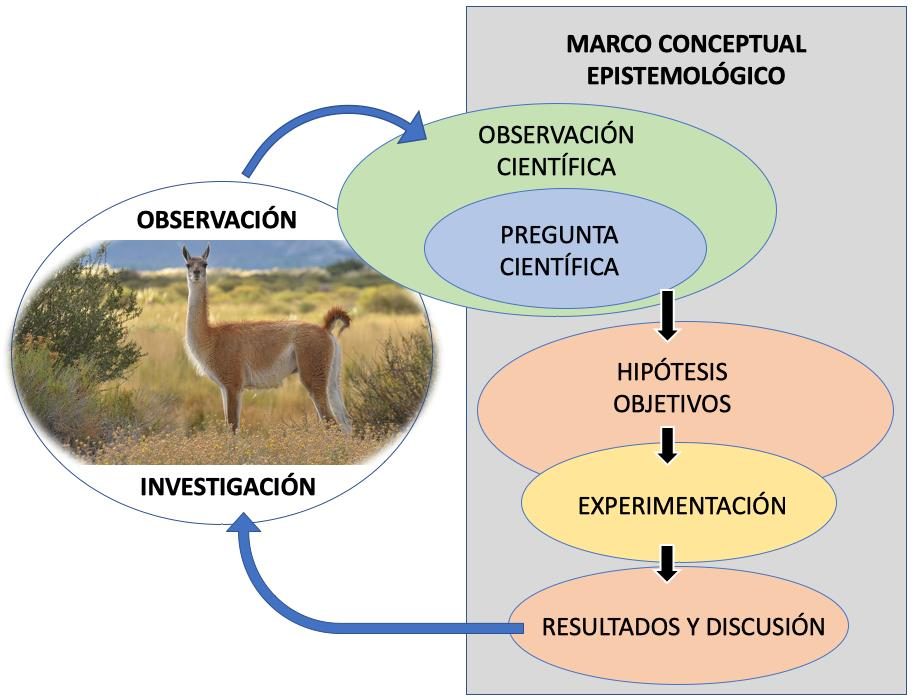 MARCO CONCEPTUAL
EPISTEMOLÓGICO
OBSERVACIÓN
CIENTÍFICA
PREGUNTA
CIENTÍFICA
OBSERVACIÓN
INVESTIGACIÓN
HIPÓTESIS
OBJETIVOS
EXPERIMENTACIÓN
RESULTADOS Y DISCUSIÓN